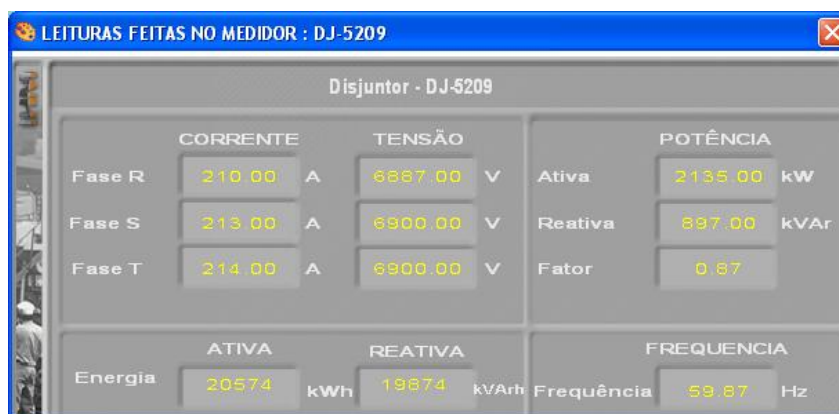 LEITURAS FEITAS NO MEDIDOR : DJ-5209
Disjuntor - DJ-5209
CORRENTE TENSÃO POTÊNCIA
Fase R 210.00 A 6887.00 V Ativa 2135.00 kW
Fase S 213.00 A 6900.00 V Reativa 897.00 kVAr
Fase T 214.00 A 6900.00 V Fator 0.87
ATIVA REATIVA FREQUENCIA
Energia 20574 kWh 19874 kVArh Frequência 59.87 Hz